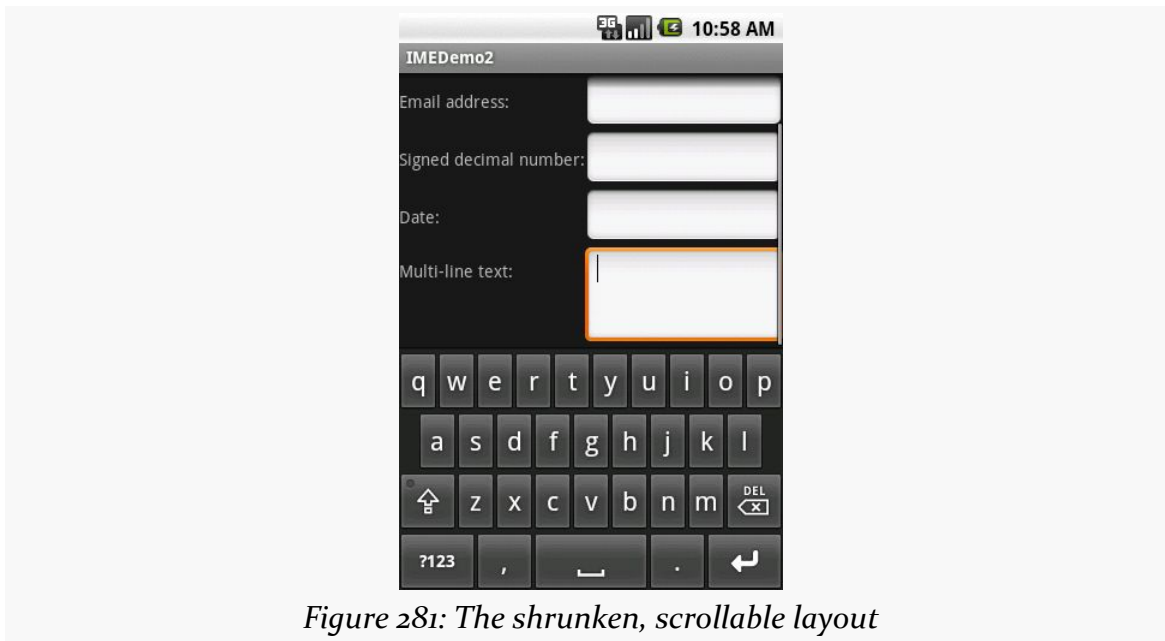 3G 10:58 AM
IMEDemo2
Email address:
Signed decimal number:
Date:
Multi-line text:
q w e r t y u i o p
a s d f g h j k l
z x c v b n m DEL
?123 , .
Figure 281: The shrunken, scrollable layout